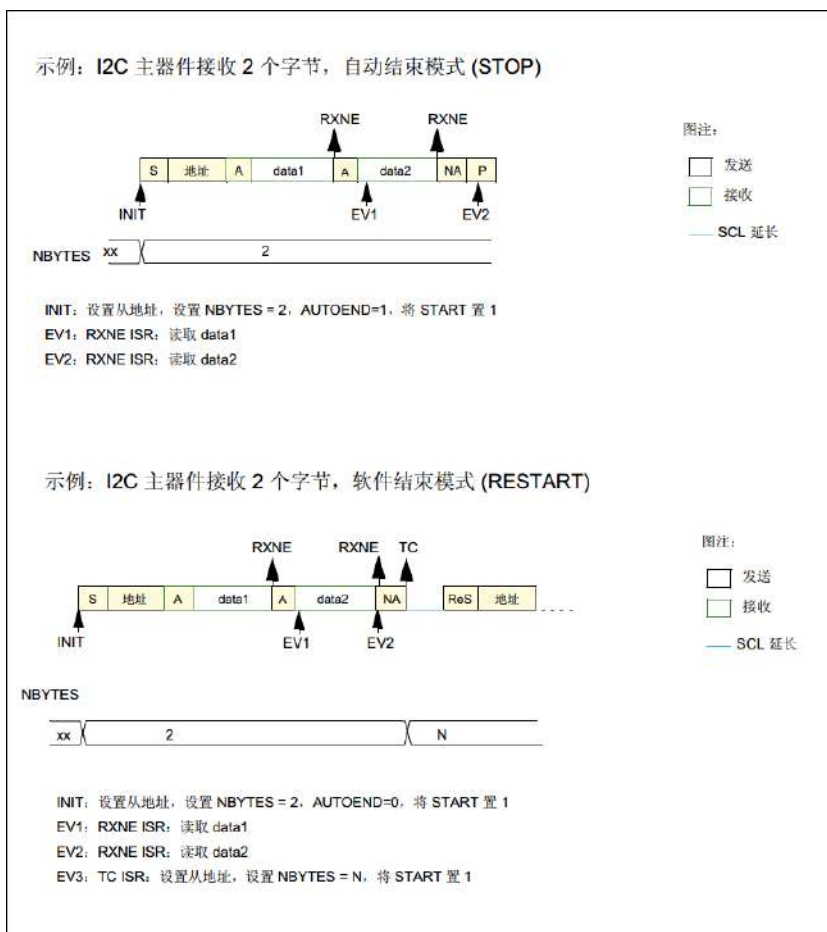 示例：I2C 主器件接收 2 个字节，自动结束模式 (STOP)
RXNE RXNE
图注：
S 地址 A data1 A data2 NA P
发送
接收
INIT EV1 EV2
SCL 延长
NBYTES xx 2
INIT：设置从地址，设置 NBYTES = 2，AUTOEND=1，将 START 置 1
EV1：RXNE ISR：读取 data1
EV2：RXNE ISR：读取 data2
示例：I2C 主器件接收 2 个字节，软件结束模式 (RESTART)
RXNE RXNE TC
图注：
发送
S 地址 A data1 A data2 NA ReS 地址
接收
INIT EV1 EV2
SCL 延长
NBYTES
xx 2 N
INIT：设置从地址，设置 NBYTES = 2，AUTOEND=0，将 START 置 1
EV1：RXNE ISR：读取 data1
EV2：RXNE ISR：读取 data2
EV3：TC ISR：设置从地址，设置 NBYTES = N，将 START 置 1